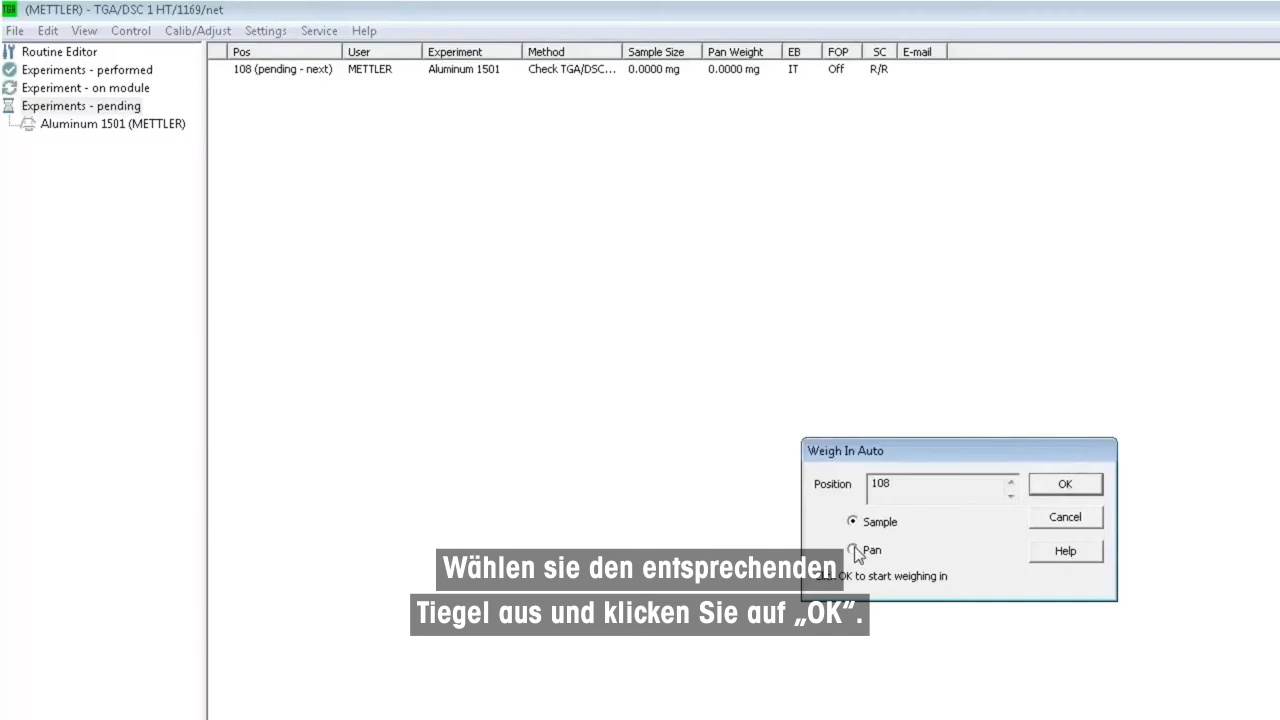 TGA (METTLER) - TGA/DSC 1 HT/1169/net
File Edit View Control Calib/Adjust Settings Service Help
Routine Editor
Experiments - performed
Experiment - on module
Experiments - pending
Aluminum 1501 (METTLER)
Pos User Experiment Method Sample Size Pan Weight EB FOP SC E-mail
108 (pending - next) METTLER Aluminum 1501 Check TGA/DSC... 0.0000 mg 0.0000 mg IT Off R/R
Weigh In Auto
Position 108 OK
Sample Cancel
Pan Help
OK to start weighing in
Wählen sie den entsprechenden
Tiegel aus und klicken Sie auf „OK“.